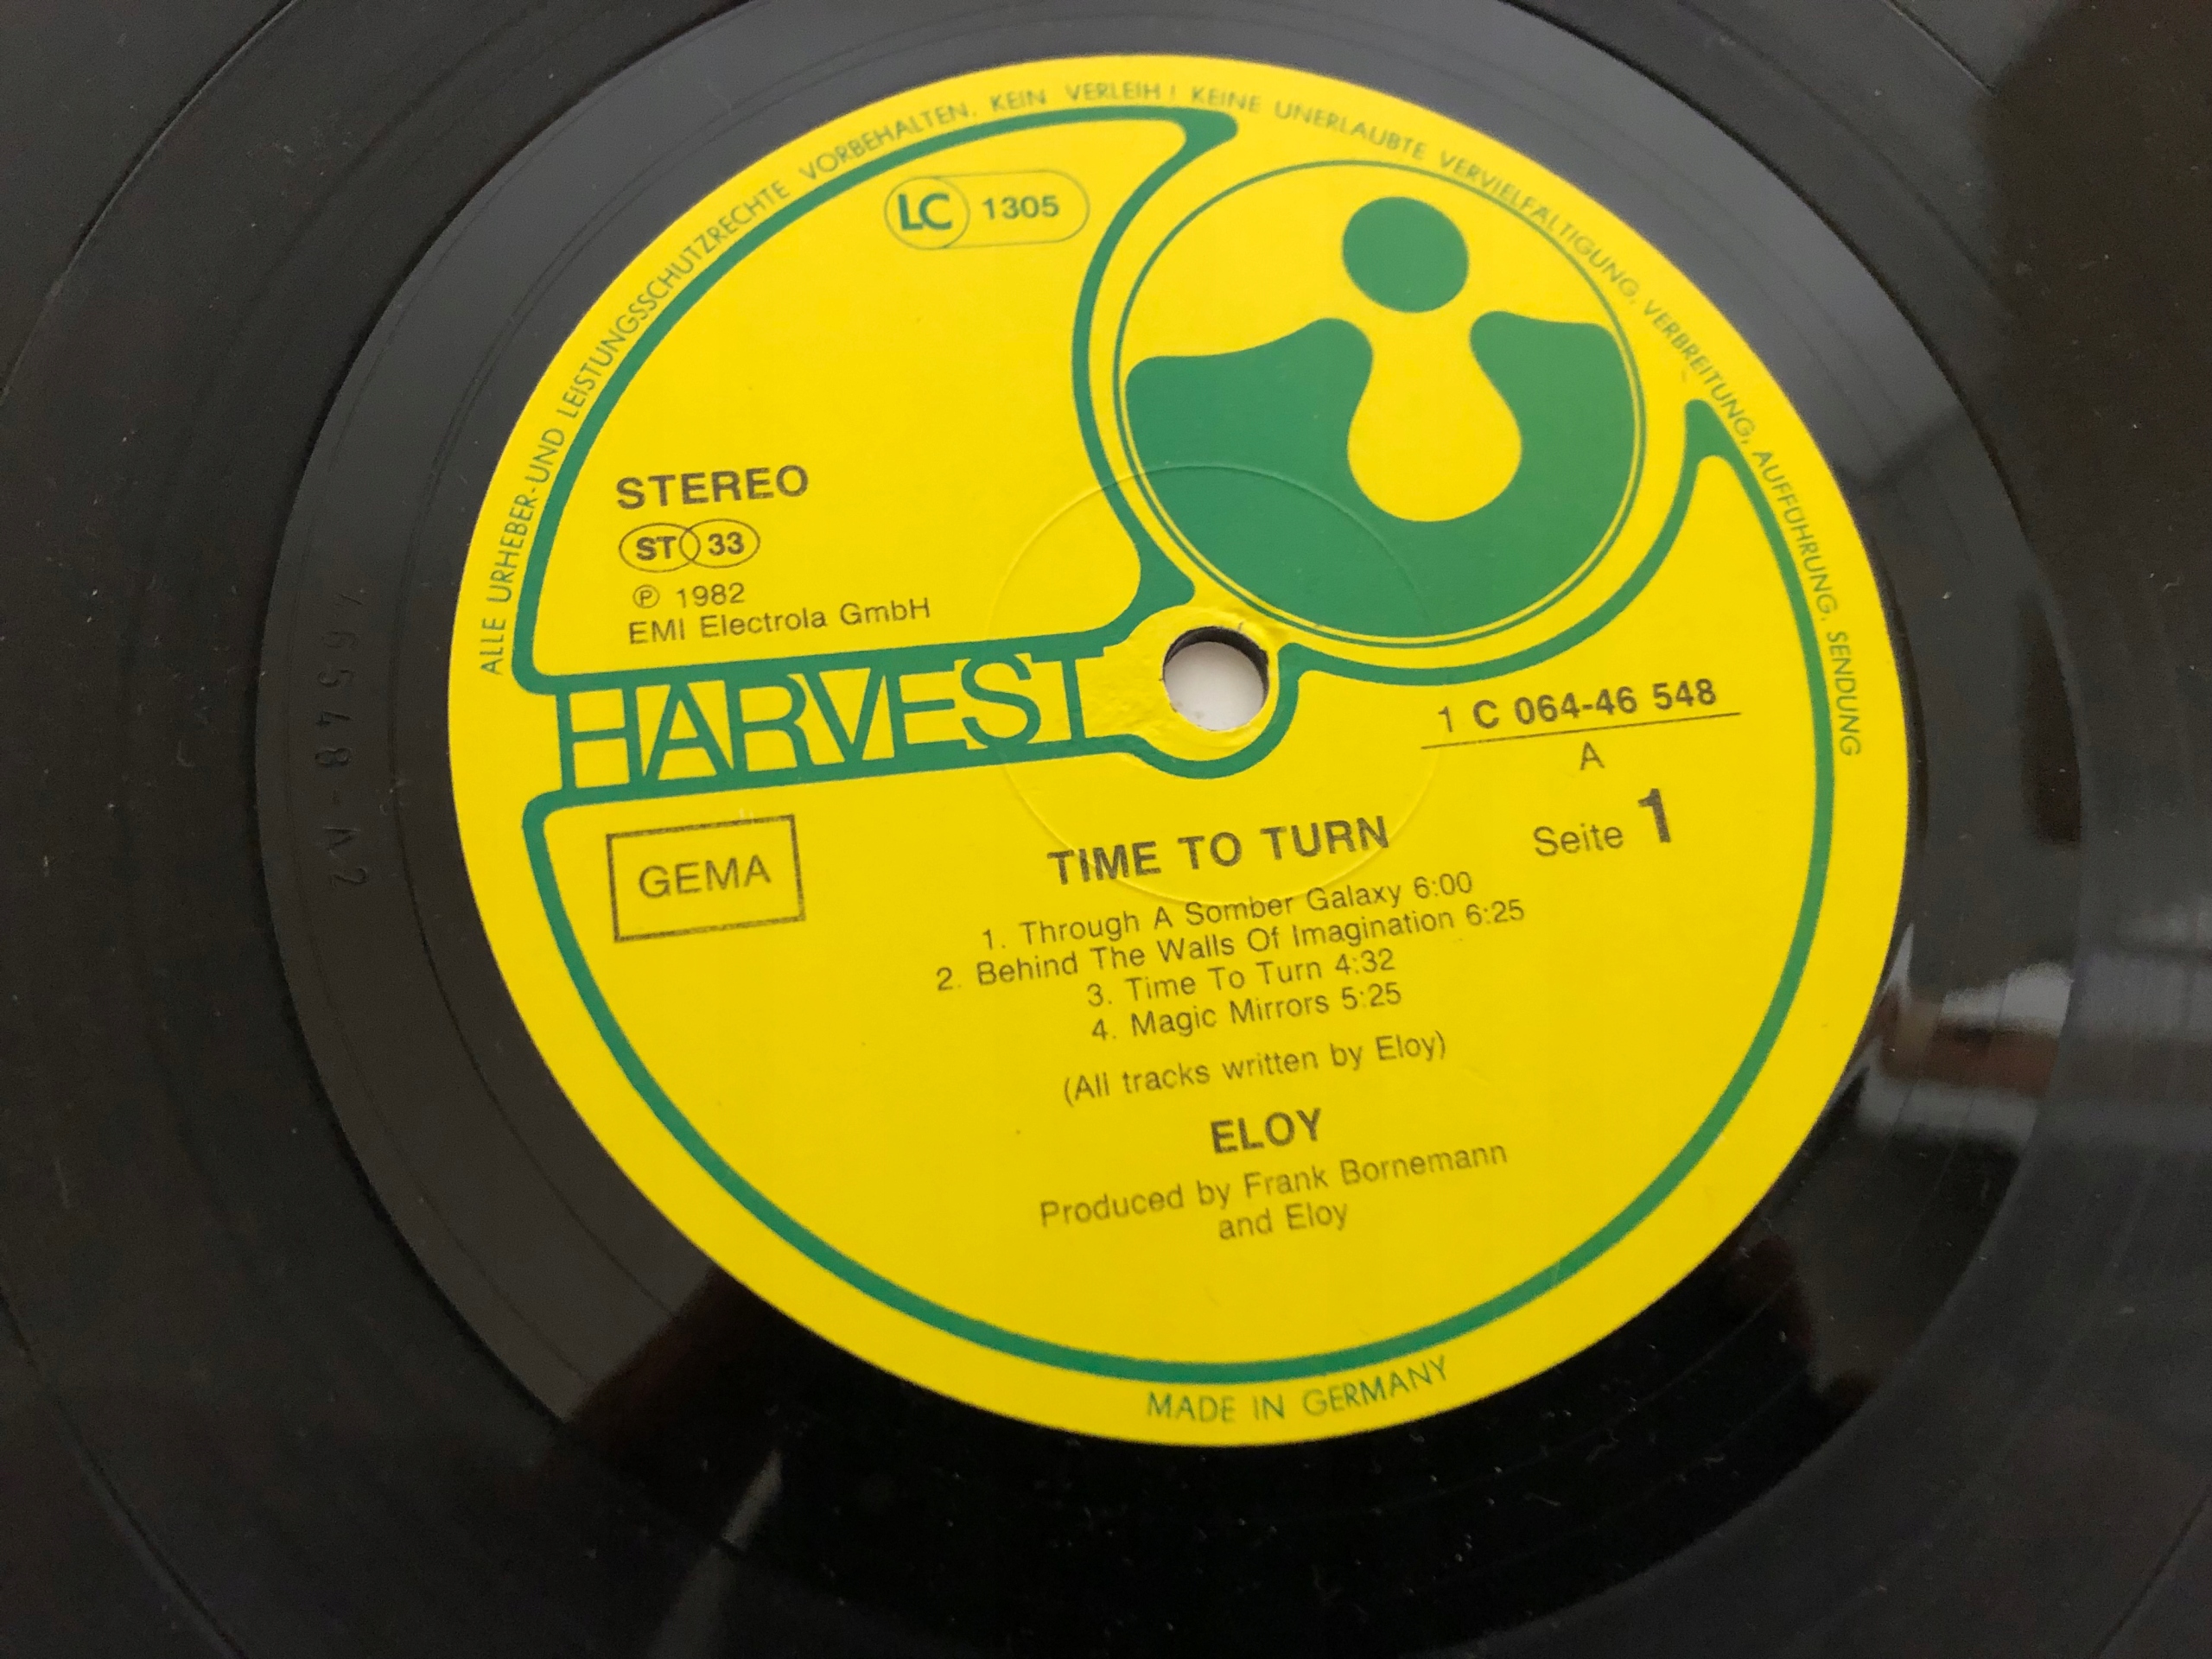 ALLE URHEBER- UND LEISTUNGSSCHUTZRECHTE VORBEHALTEN. KEIN VERLEIH! KEINE UNERLAUBTE VERVIELFÄLTIGUNG, VERBREITUNG, AUFFÜHRUNG, SENDUNG
LC 1305
STEREO
ST 33
℗ 1982
EMI Electrola GmbH
HARVEST
1 C 064-46 548
A
Seite 1
GEMA
TIME TO TURN
1. Through A Somber Galaxy 6:00
2. Behind The Walls Of Imagination 6:25
3. Time To Turn 4:32
4. Magic Mirrors 5:25
(All tracks written by Eloy)
ELOY
Produced by Frank Bornemann
and Eloy
MADE IN GERMANY